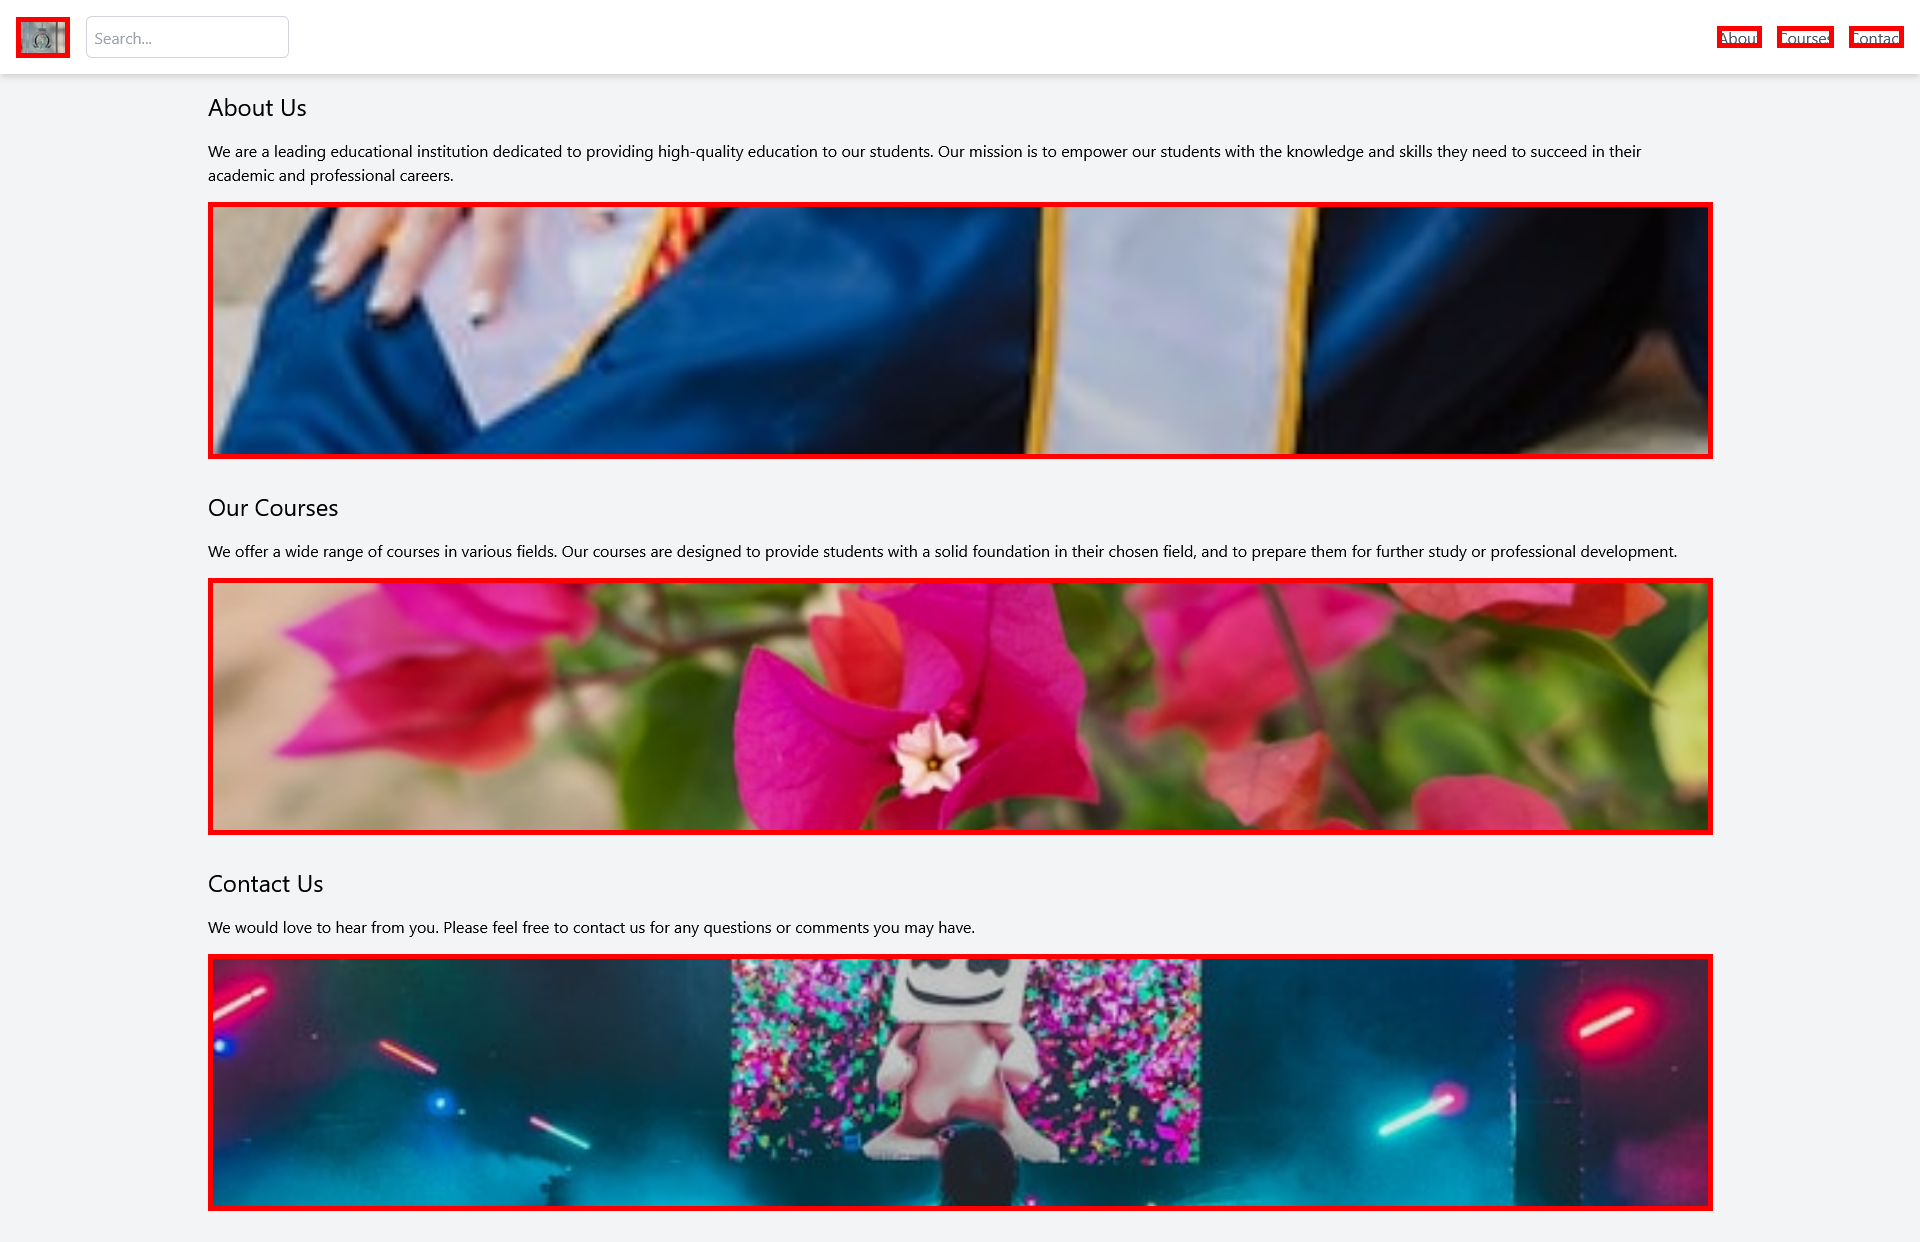 Search...
About
Courses
Contact
About Us
We are a leading educational institution dedicated to providing high-quality education to our students. Our mission is to empower our students with the knowledge and skills they need to succeed in their
academic and professional careers.
Our Courses
We offer a wide range of courses in various fields. Our courses are designed to provide students with a solid foundation in their chosen field, and to prepare them for further study or professional development.
Contact Us
We would love to hear from you. Please feel free to contact us for any questions or comments you may have.